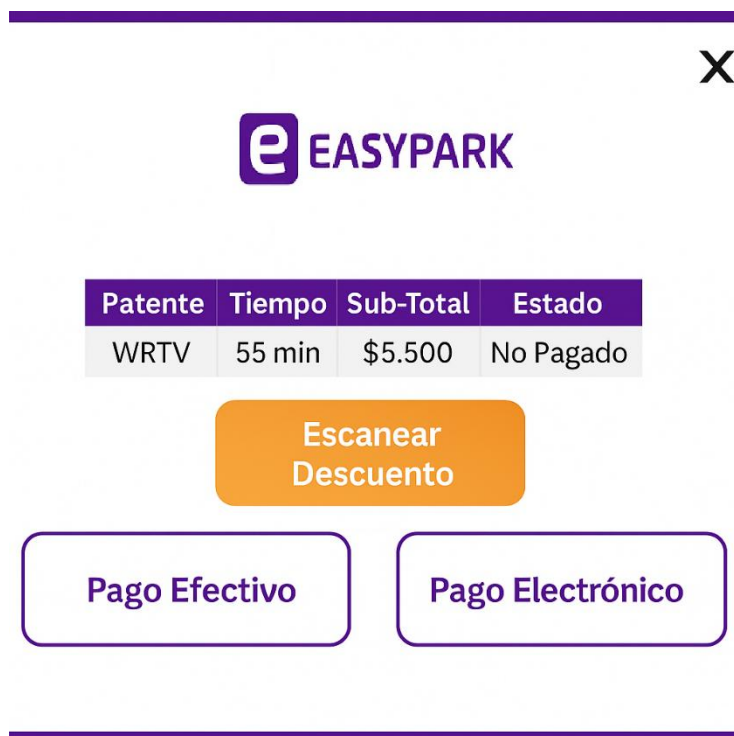 X
e EASYPARK
Patente Tiempo Sub-Total Estado
WRTV 55 min $5.500 No Pagado
Escanear
Descuento
Pago Efectivo Pago Electrónico